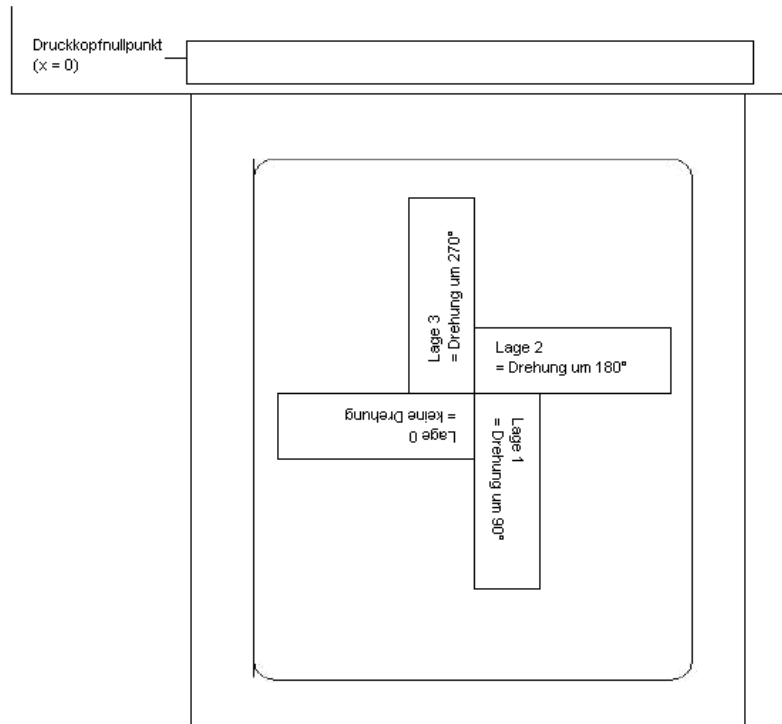 Druckkopfnullpunkt
(x = 0)
Lage 3
= Drehung um 270°
Lage 2
= Drehung um 180°
Lage 0
= keine Drehung
Lage 1
= Drehung um 90°